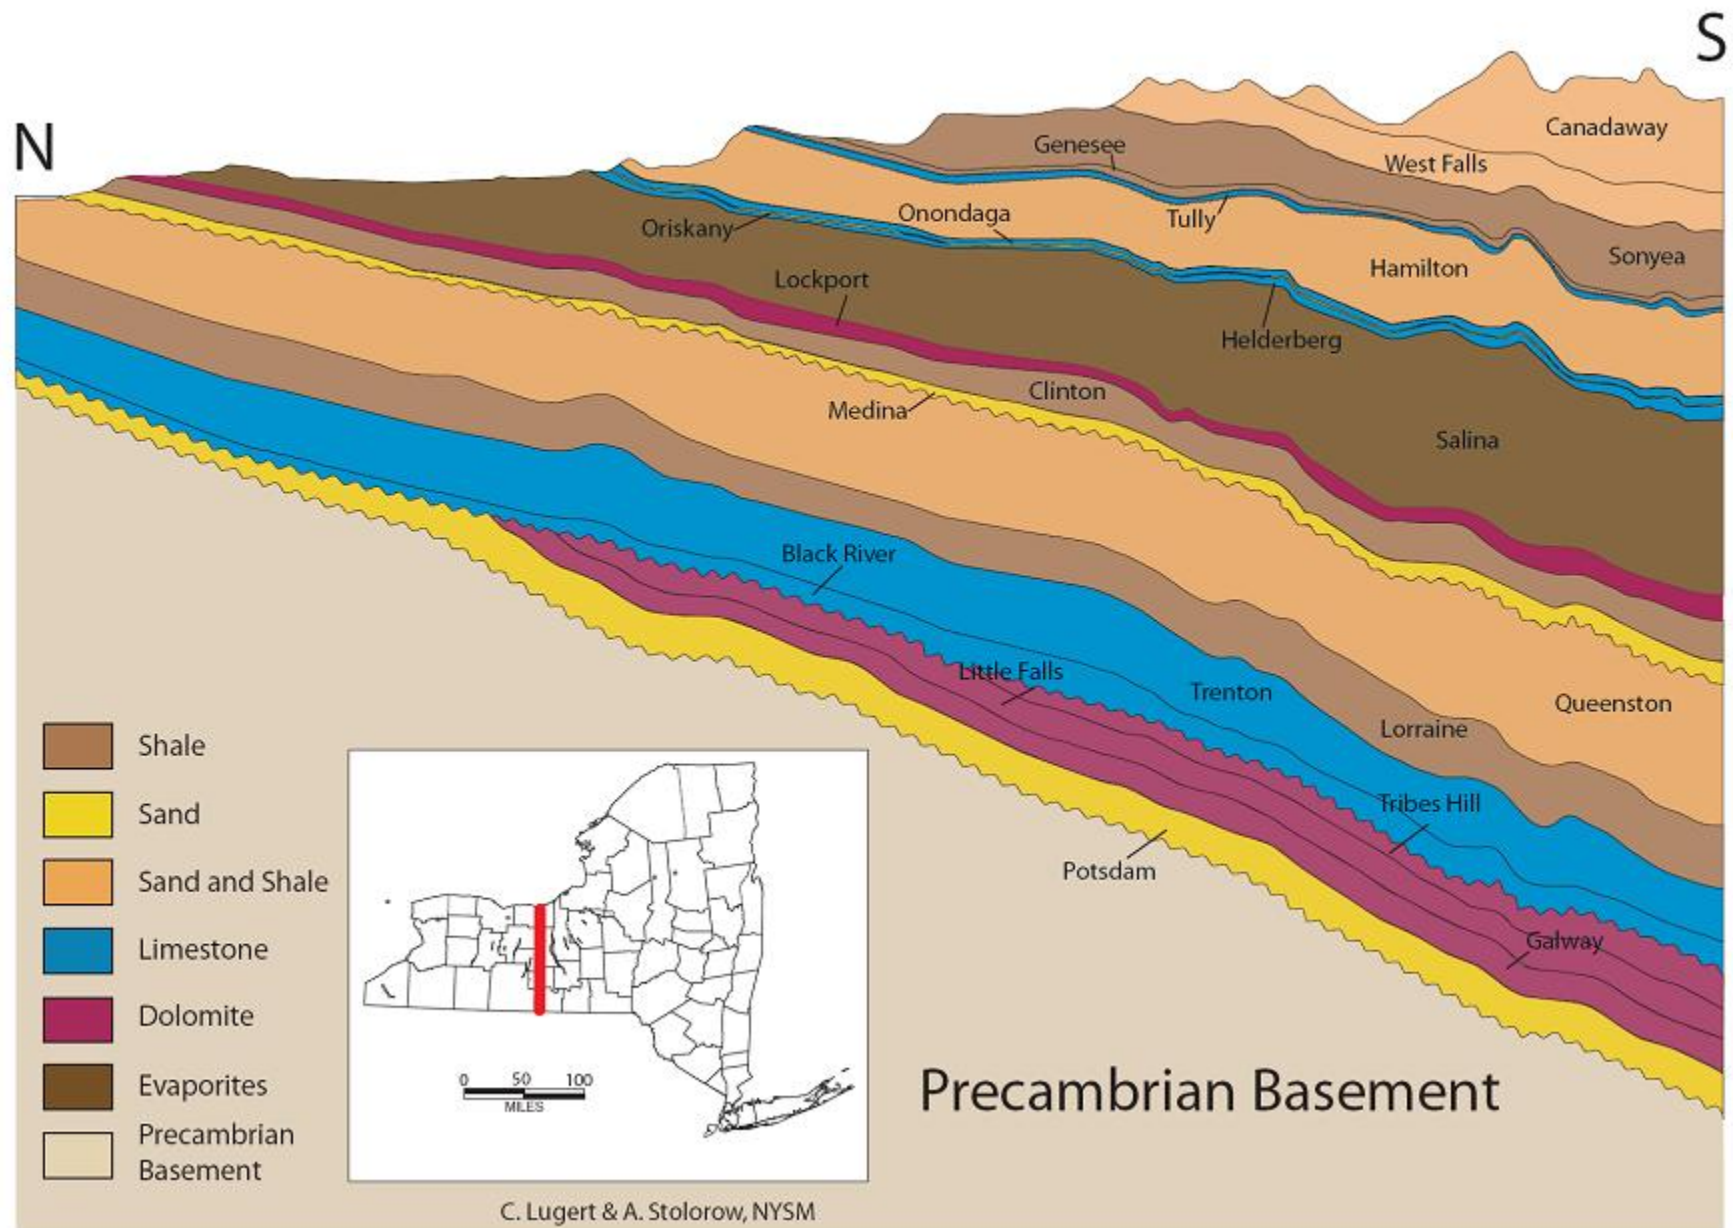 S
N
Canadaway
Genesee
West Falls
Onondaga
Tully
Oriskany
Sonyea
Hamilton
Lockport
Helderberg
Clinton
Medina
Salina
Black River
Little Falls
Trenton
Queenston
Lorraine
Tribes Hill
Potsdam
Galway
Precambrian Basement
Shale
Sand
Sand and Shale
Limestone
Dolomite
Evaporites
Precambrian
Basement
0 50 100
MILES
C. Lugert & A. Stolorow, NYSM